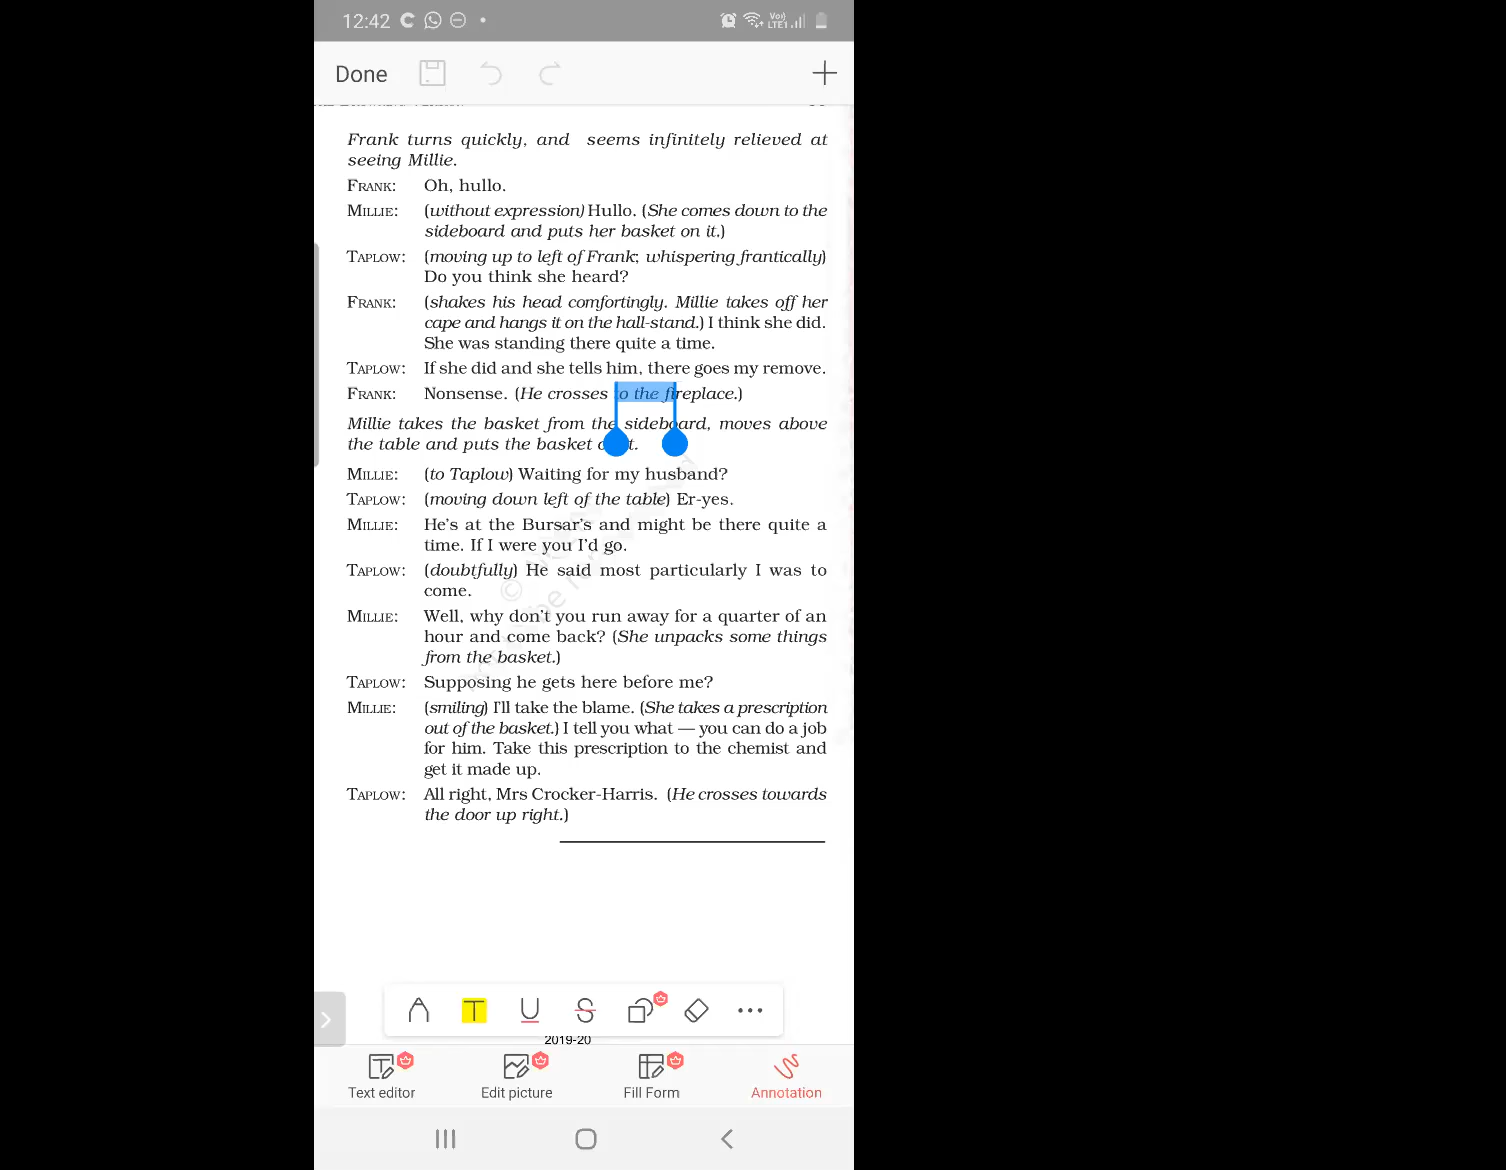 12:42
Vo))
LTE1
Done
Frank turns quickly, and seems infinitely relieved at
seeing Millie.
FRANK: Oh, hullo.
MILLIE: (without expression) Hullo. (She comes down to the
sideboard and puts her basket on it.)
TAPLOW: (moving up to left of Frank; whispering frantically)
Do you think she heard?
FRANK: (shakes his head comfortingly. Millie takes off her
cape and hangs it on the hall-stand.) I think she did.
She was standing there quite a time.
TAPLOW: If she did and she tells him, there goes my remove.
FRANK: Nonsense. (He crosses to the fireplace.)
Millie takes the basket from the sideboard, moves above
the table and puts the basket
MILLIE: (to Taplow) Waiting for my husband?
TAPLOW: (moving down left of the table) Er-yes.
MILLIE: He's at the Bursar's and might be there quite a
time. If I were you I'd go.
TAPLOW: (doubtfully) He said most particularly I was to
come.
MILLIE: Well, why don't you run away for a quarter of an
hour and come back? (She unpacks some things
from the basket.)
TAPLOW: Supposing he gets here before me?
MILLIE: (smiling) I'll take the blame. (She takes a prescription
out of the basket.) I tell you what — you can do a job
for him. Take this prescription to the chemist and
get it made up.
TAPLOW: All right, Mrs Crocker-Harris. (He crosses towards
the door up right.)
2019-20
Text editor
Edit picture
Fill Form
Annotation